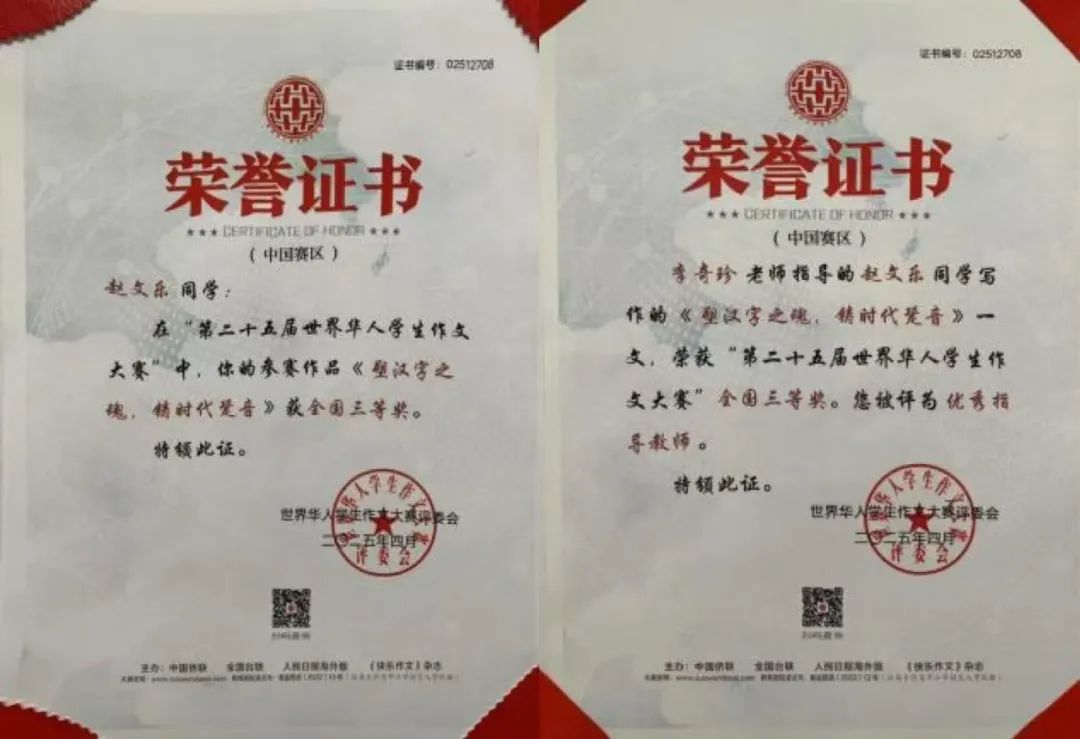 证书编号：02512708
荣誉证书
★★★ CERTIFICATE OF HONOR ★★★
（中国赛区）
赵文乐 同学：
在“第二十五届世界华人学生作文
大赛”中，你的参赛作品《塑汉字之
魂，铸时代跫音》获全国三等奖。
特颁此证。
世界华人学生作文大赛评委会
二〇二五年四月
主办：中国侨联 全国台联 人民日报海外版 《快乐作文》杂志
证书编号：02512708
荣誉证书
★★★ CERTIFICATE OF HONOR ★★★
（中国赛区）
李奇珍 老师指导的 赵文乐 同学写
作的《塑汉字之魂，铸时代跫音》一
文，荣获“第二十五届世界华人学生作
文大赛”全国三等奖。您被评为优秀指
导教师。
特颁此证。
世界华人学生作文大赛评委会
二〇二五年四月
主办：中国侨联 全国台联 人民日报海外版 《快乐作文》杂志